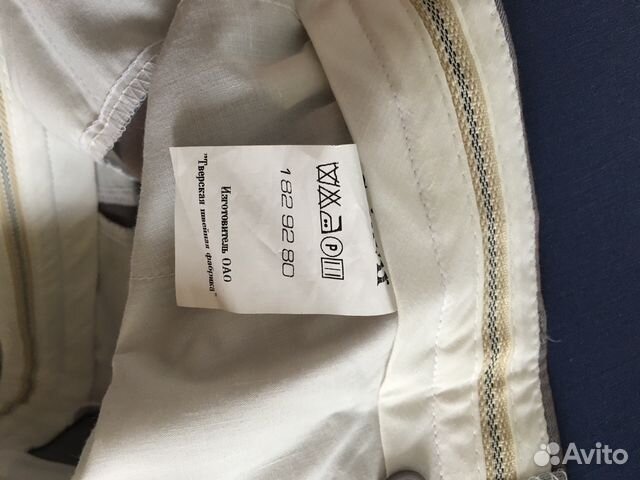 Изготовитель ОАО
"Тверская швейная фабрика"
182 92 80
P
Avito